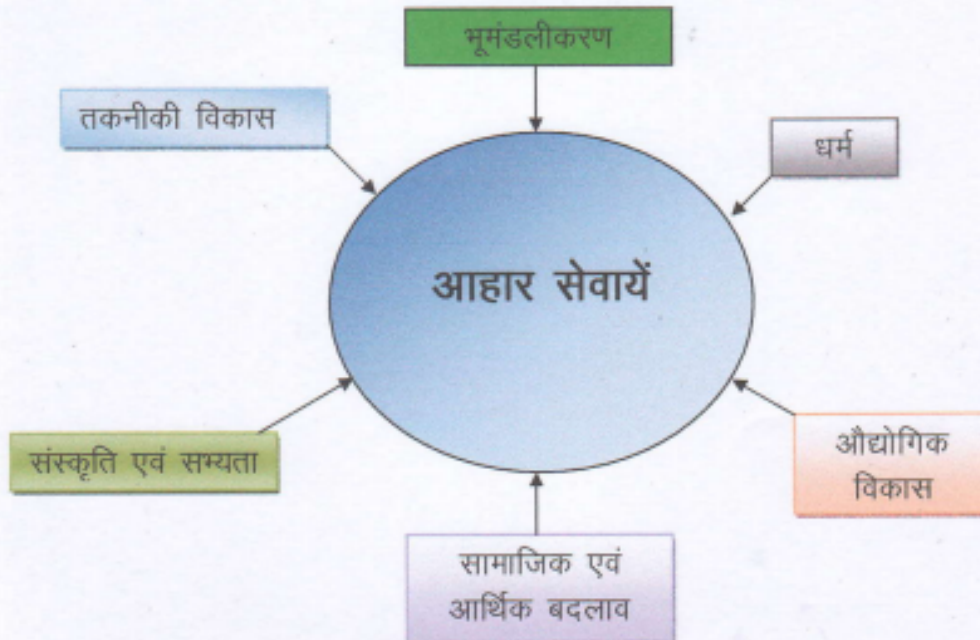 भूमंडलीकरण
तकनीकी विकास
धर्म
आहार सेवायें
संस्कृति एवं सभ्यता
औद्योगिक
विकास
सामाजिक एवं
आर्थिक बदलाव